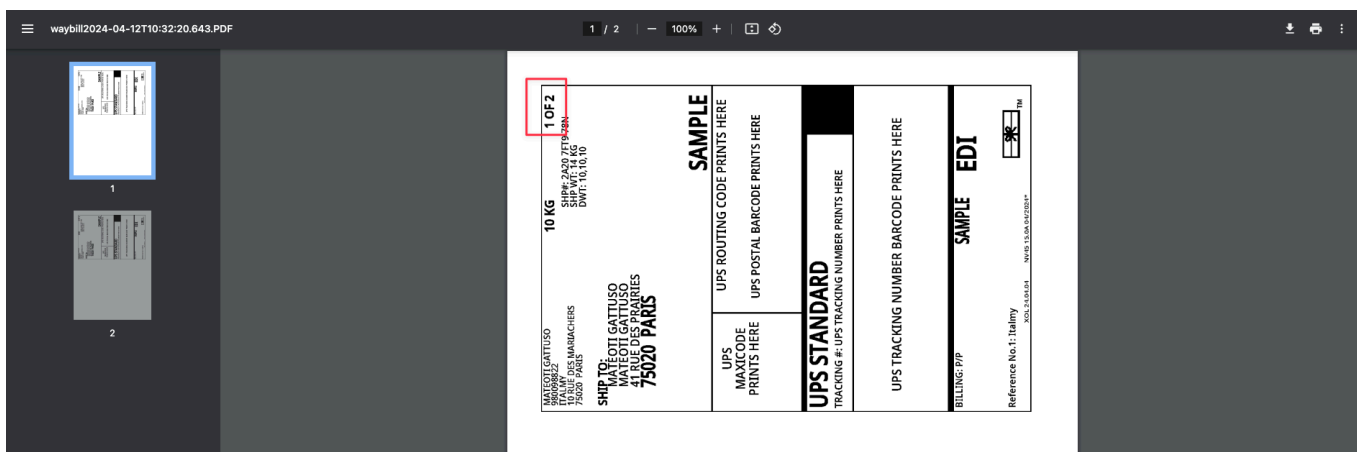 waybill2024-04-12T10:32:20.643.PDF
1 / 2
100%
1
2
MATEOTI GATTUSO
980098822
ITALMY
10 RUE DES MARIACHERS
75020 PARIS
10 KG
1 OF 2
SHP#: 2A20 7FT9 78N
SHP WT: 14 KG
DWT: 10,10,10
SHIP TO:
MATEOTI GATTUSO
MATEOTI GATTUSO
41 RUE DES PRAIRIES
75020 PARIS
SAMPLE
UPS
MAXICODE
PRINTS HERE
UPS ROUTING CODE PRINTS HERE
UPS POSTAL BARCODE PRINTS HERE
UPS STANDARD
TRACKING #: UPS TRACKING NUMBER PRINTS HERE
UPS TRACKING NUMBER BARCODE PRINTS HERE
BILLING: P/P
SAMPLE
EDI
Reference No.1: Italmy
XOL 24.04.04
NV45 15.0A 04/2024*
TM